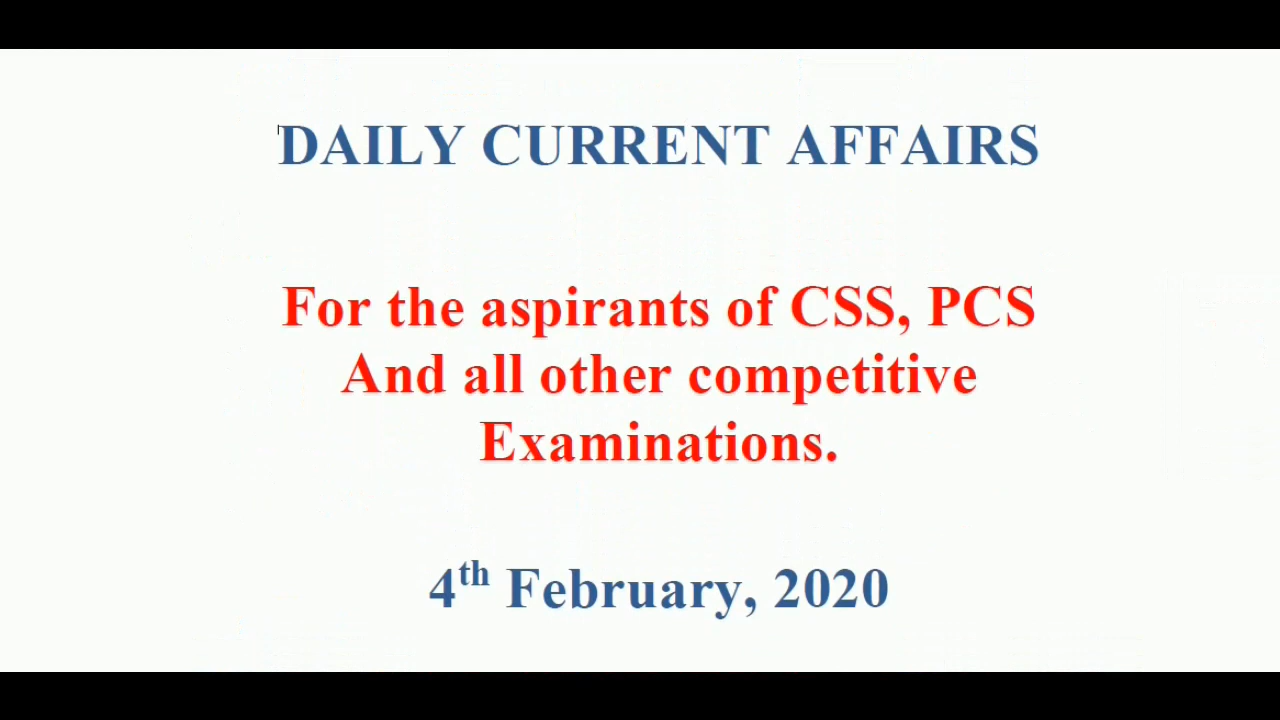 DAILY CURRENT AFFAIRS
For the aspirants of CSS, PCS
And all other competitive
Examinations.
4th February, 2020